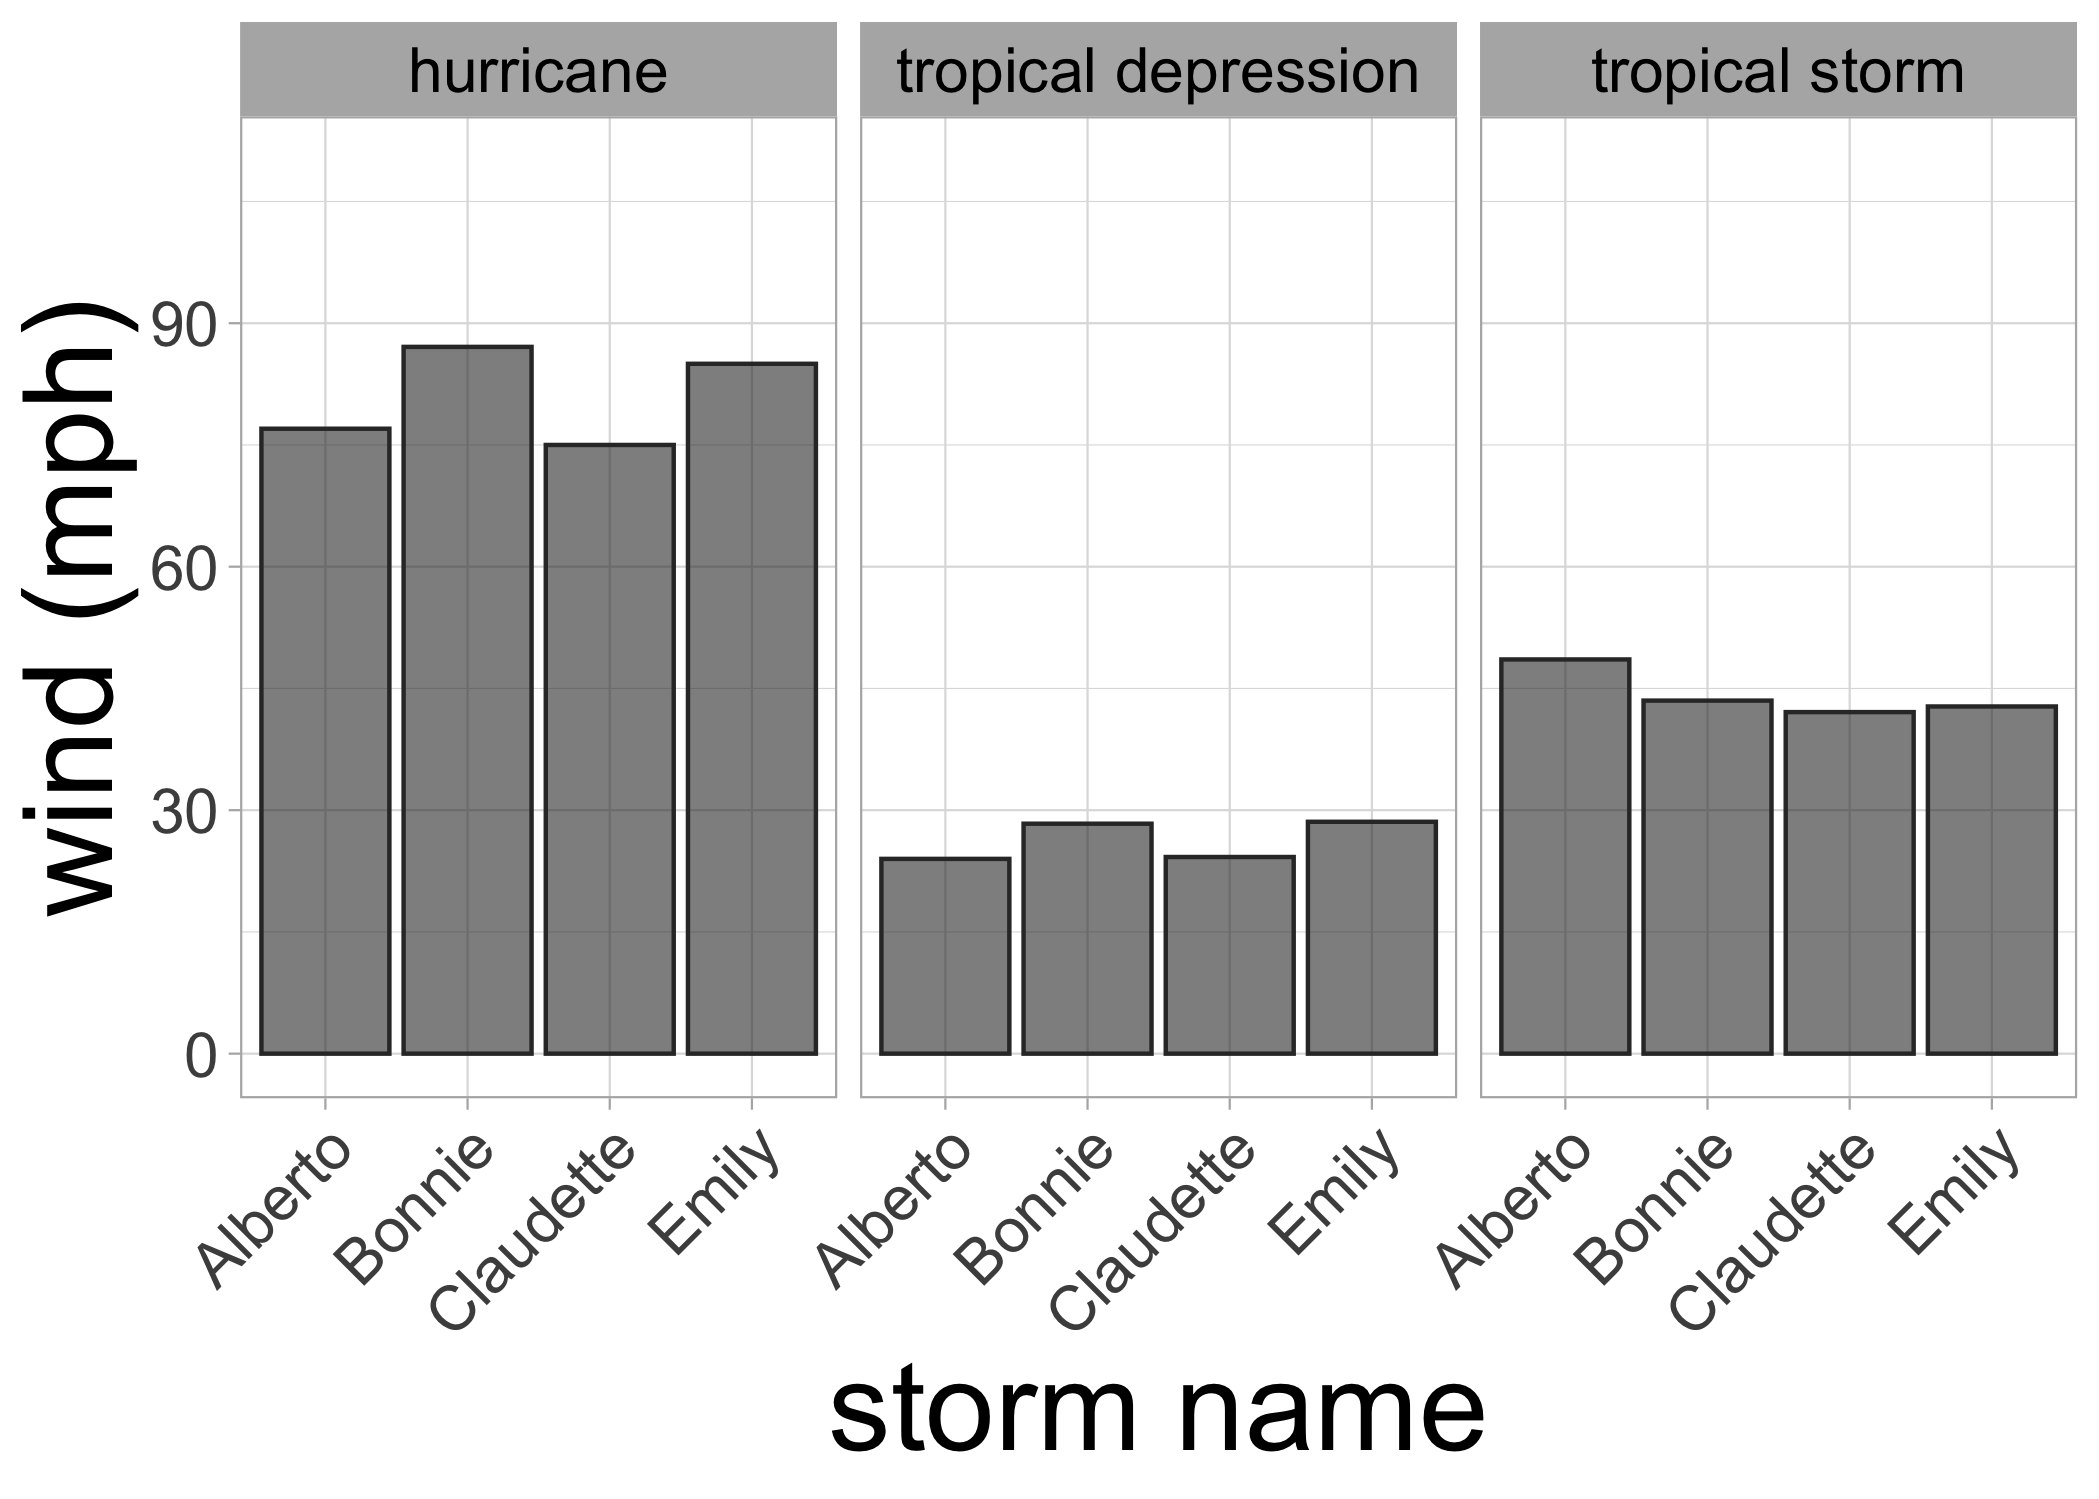 hurricane
tropical depression
tropical storm
wind (mph)
90
60
30
0
Alberto
Bonnie
Claudette
Emily
Alberto
Bonnie
Claudette
Emily
Alberto
Bonnie
Claudette
Emily
storm name